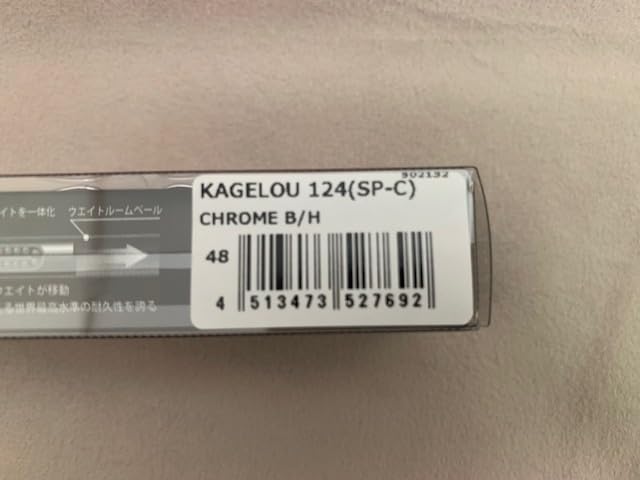 902192
KAGELOU 124(SP-C)
CHROME B/H
48
4 513473 527692
イトを一体化 ウエイトルームベール
ウエイトが移動
る世界最高水準の耐久性を誇る